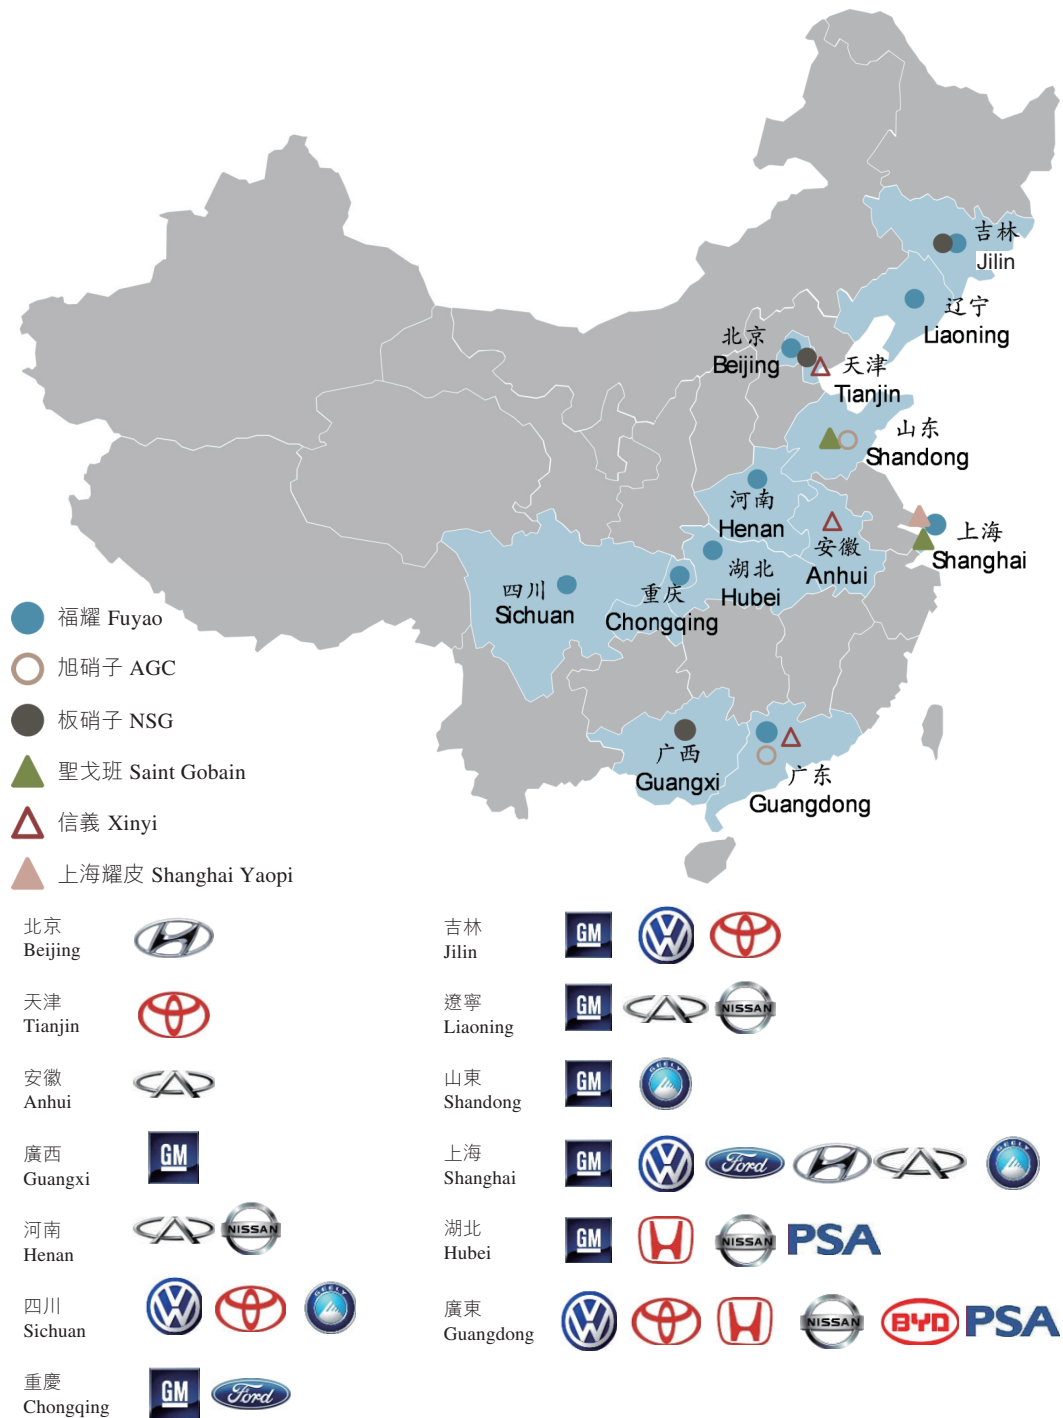 吉林
Jilin
辽宁
Liaoning
北京
Beijing
天津
Tianjin
山东
Shandong
河南
Henan
安徽
Anhui
上海
Shanghai
湖北
Hubei
重庆
Chongqing
四川
Sichuan
广西
Guangxi
广东
Guangdong
福耀 Fuyao
旭硝子 AGC
板硝子 NSG
聖戈班 Saint Gobain
信義 Xinyi
上海耀皮 Shanghai Yaopi
北京
Beijing
吉林
Jilin
GM
天津
Tianjin
遼寧
Liaoning
GM NISSAN
安徽
Anhui
山東
Shandong
GM GEELY
廣西
Guangxi
GM
上海
Shanghai
GM Ford GEELY
河南
Henan
NISSAN
湖北
Hubei
GM NISSAN PSA
四川
Sichuan
GEELY
廣東
Guangdong
NISSAN BYD PSA
重慶
Chongqing
GM Ford